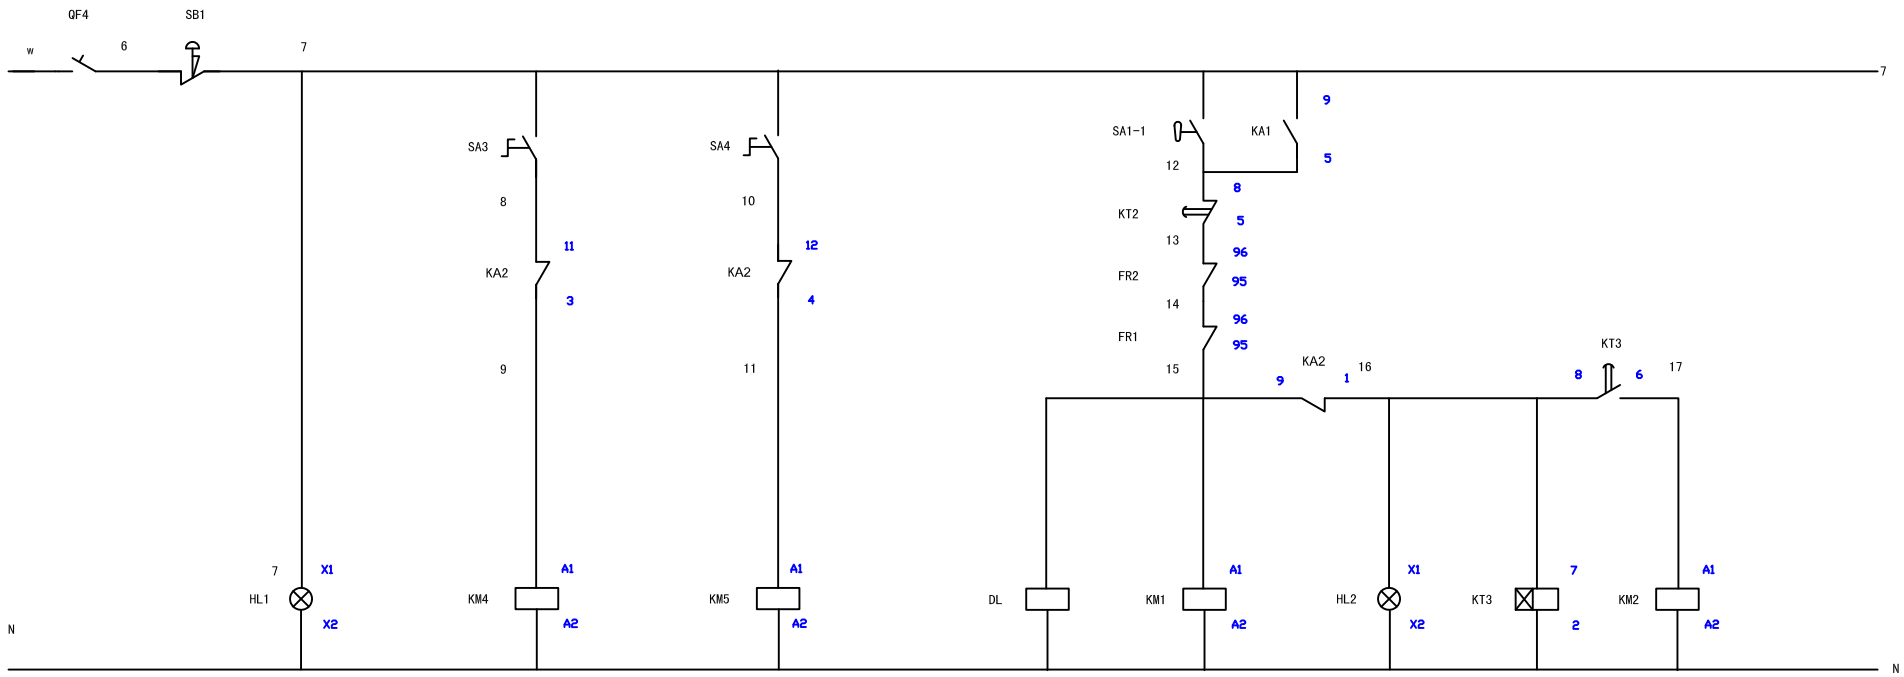 QF4 SB1
w 6 7
7
9
SA1-1 KA1
SA3 SA4
12 5
8 10 8
KT2 5
13
11 12 96
KA2 KA2 FR2 95
3 4 14
96
FR1 95
KT3
9 11 15 9 KA2 1 16 8 6 17
7 X1 A1 A1 A1 X1 7 A1
HL1 KM4 KM5 DL KM1 HL2 KT3 KM2
X2 A2 A2 A2 X2 2 A2
N
N